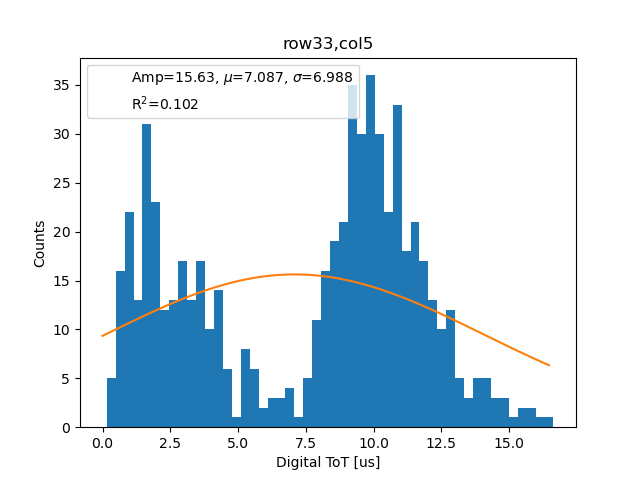 row33,col5
Amp=15.63, μ=7.087, σ=6.988
R²=0.102
35
30
25
20
15
10
5
0
Counts
0.0 2.5 5.0 7.5 10.0 12.5 15.0
Digital ToT [us]